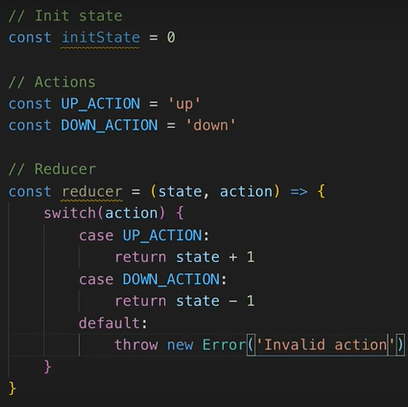 // Init state
const initState = 0

// Actions
const UP_ACTION = 'up'
const DOWN_ACTION = 'down'

// Reducer
const reducer = (state, action) => {
    switch(action) {
        case UP_ACTION:
            return state + 1
        case DOWN_ACTION:
            return state - 1
        default:
            throw new Error('Invalid action')
    }
}